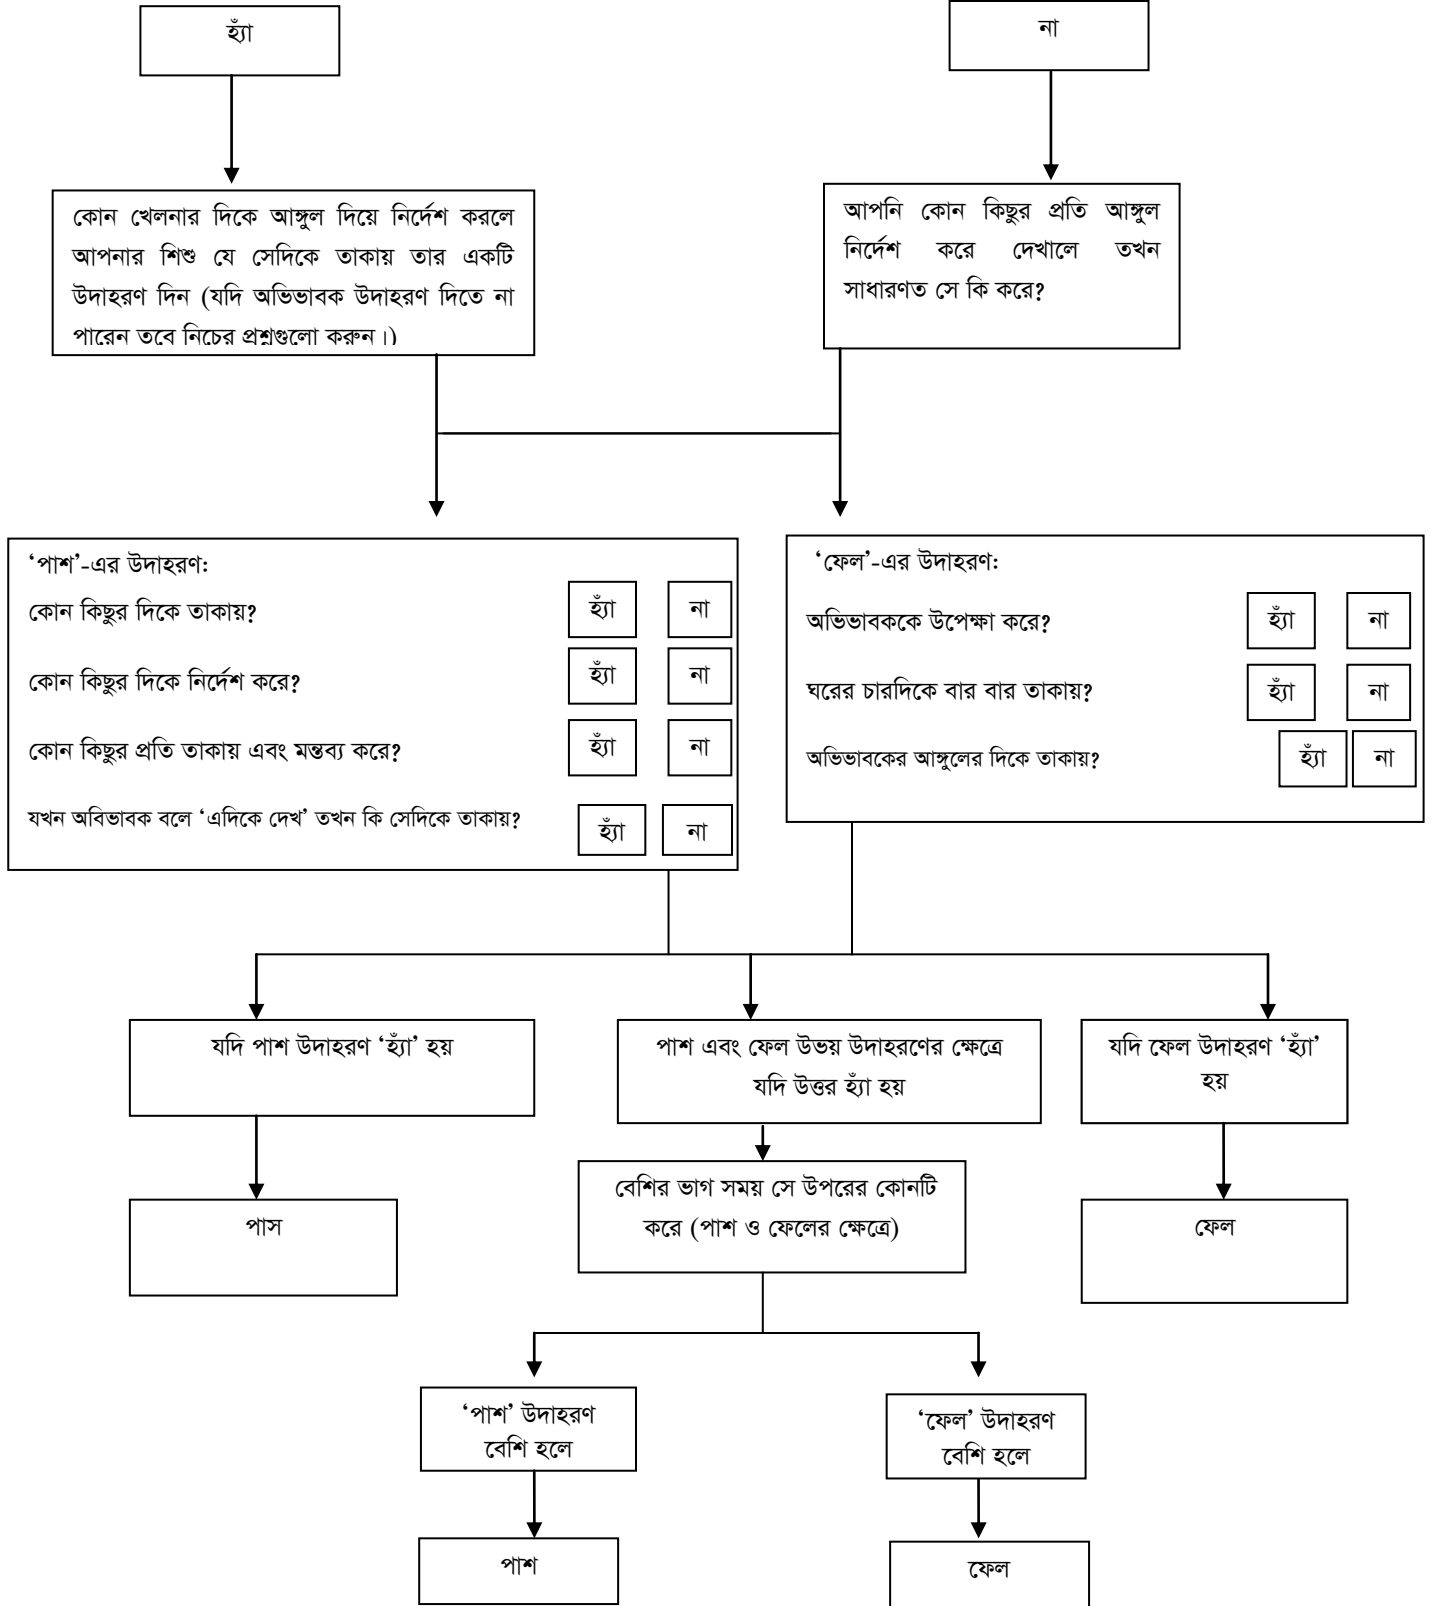 হ্যাঁ
না
কোন খেলনার দিকে আঙ্গুল দিয়ে নির্দেশ করলে
আপনার শিশু যে সেদিকে তাকায় তার একটি
উদাহরণ দিন (যদি অভিভাবক উদাহরণ দিতে না
পারেন তবে নিচের প্রশ্নগুলো করুন।)
আপনি কোন কিছুর প্রতি আঙ্গুল
নির্দেশ করে দেখালে তখন
সাধারণত সে কি করে?
‘পাশ’-এর উদাহরণ:
কোন কিছুর দিকে তাকায়? হ্যাঁ না
কোন কিছুর দিকে নির্দেশ করে? হ্যাঁ না
কোন কিছুর প্রতি তাকায় এবং মন্তব্য করে? হ্যাঁ না
যখন অবিভাবক বলে ‘এদিকে দেখ’ তখন কি সেদিকে তাকায়? হ্যাঁ না
‘ফেল’-এর উদাহরণ:
অভিভাবককে উপেক্ষা করে? হ্যাঁ না
ঘরের চারদিকে বার বার তাকায়? হ্যাঁ না
অভিভাবকের আঙ্গুলের দিকে তাকায়? হ্যাঁ না
যদি পাশ উদাহরণ ‘হ্যাঁ’ হয়
পাশ এবং ফেল উভয় উদাহরণের ক্ষেত্রে
যদি উত্তর হ্যাঁ হয়
যদি ফেল উদাহরণ ‘হ্যাঁ’
হয়
পাস
বেশির ভাগ সময় সে উপরের কোনটি
করে (পাশ ও ফেলের ক্ষেত্রে)
ফেল
‘পাশ’ উদাহরণ
বেশি হলে
‘ফেল’ উদাহরণ
বেশি হলে
পাশ
ফেল